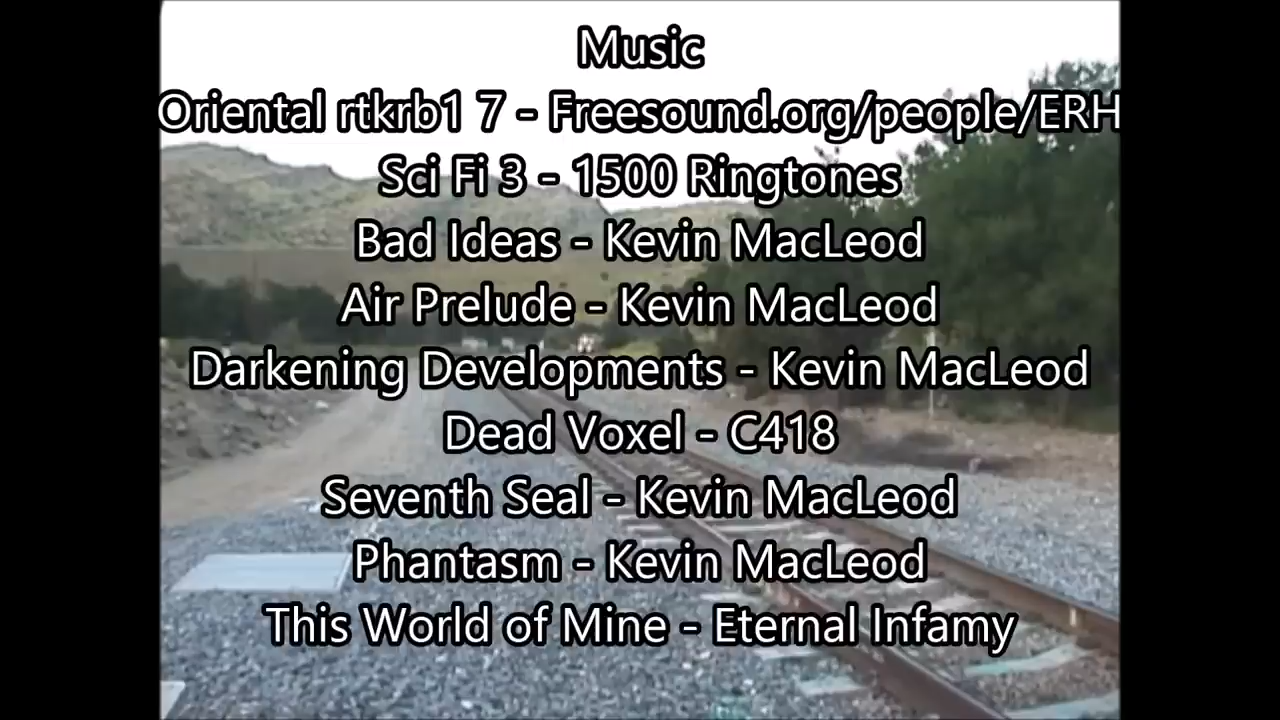 Music
Oriental rtkrb1 7 - Freesound.org/people/ERH
Sci Fi 3 - 1500 Ringtones
Bad Ideas - Kevin MacLeod
Air Prelude - Kevin MacLeod
Darkening Developments - Kevin MacLeod
Dead Voxel - C418
Seventh Seal - Kevin MacLeod
Phantasm - Kevin MacLeod
This World of Mine - Eternal Infamy